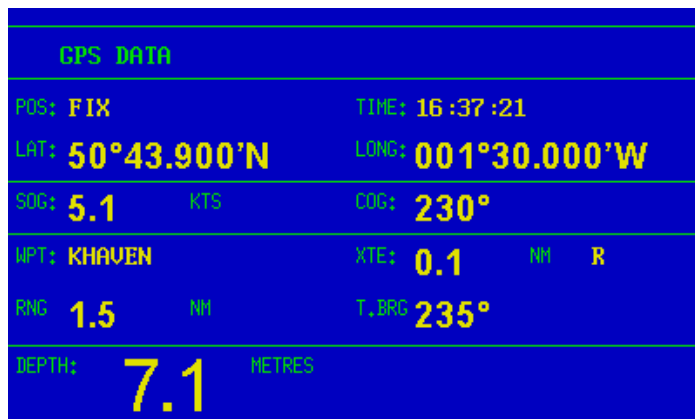 GPS DATA
POS: FIX TIME: 16:37:21
LAT: 50°43.900'N LONG: 001°30.000'W
SOG: 5.1 KTS COG: 230°
WPT: KHAVEN XTE: 0.1 NM R
RNG 1.5 NM T.BRG 235°
DEPTH: 7.1 METRES